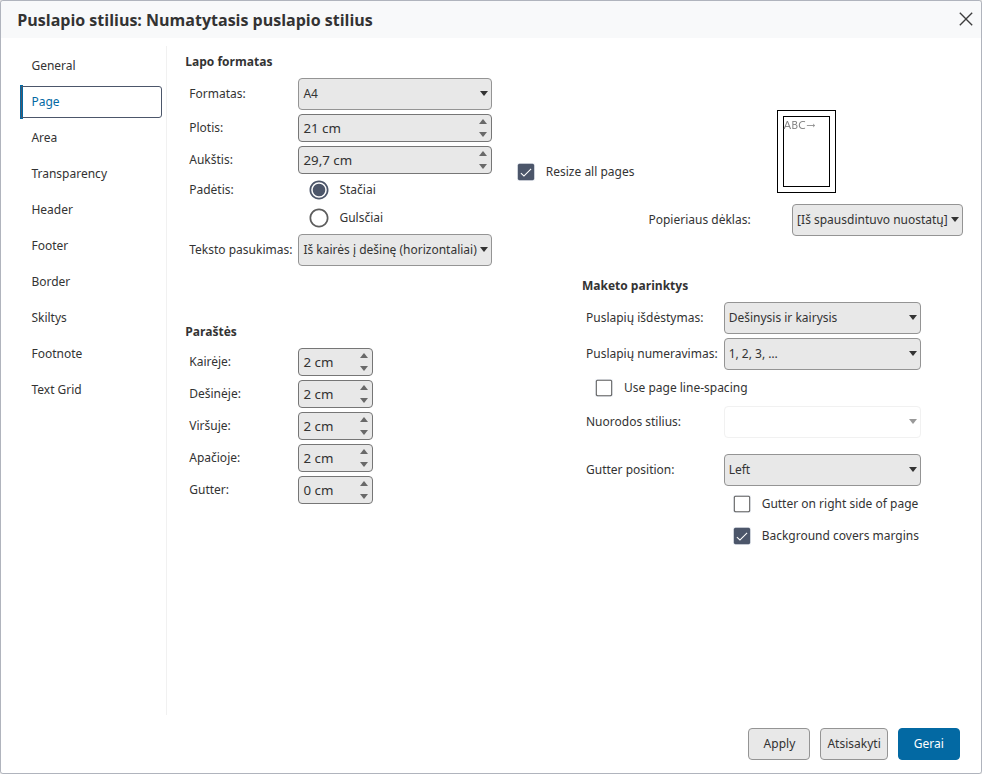 Puslapio stilius: Numatytasis puslapio stilius
General
Page
Area
Transparency
Header
Footer
Border
Skiltys
Footnote
Text Grid
Lapo formatas
Formatas: A4
Plotis: 21 cm
Aukštis: 29,7 cm
Padėtis: Stačiai
Gulsčiai
Teksto pasukimas: Iš kairės į dešinę (horizontaliai)
Resize all pages
ABC→
Popieriaus dėklas: [Iš spausdintuvo nuostatų]
Paraštės
Kairėje: 2 cm
Dešinėje: 2 cm
Viršuje: 2 cm
Apačioje: 2 cm
Gutter: 0 cm
Maketo parinktys
Puslapių išdėstymas: Dešinysis ir kairysis
Puslapių numeravimas: 1, 2, 3, ...
Use page line-spacing
Nuorodos stilius:
Gutter position: Left
Gutter on right side of page
Background covers margins
Apply Atsisakyti Gerai